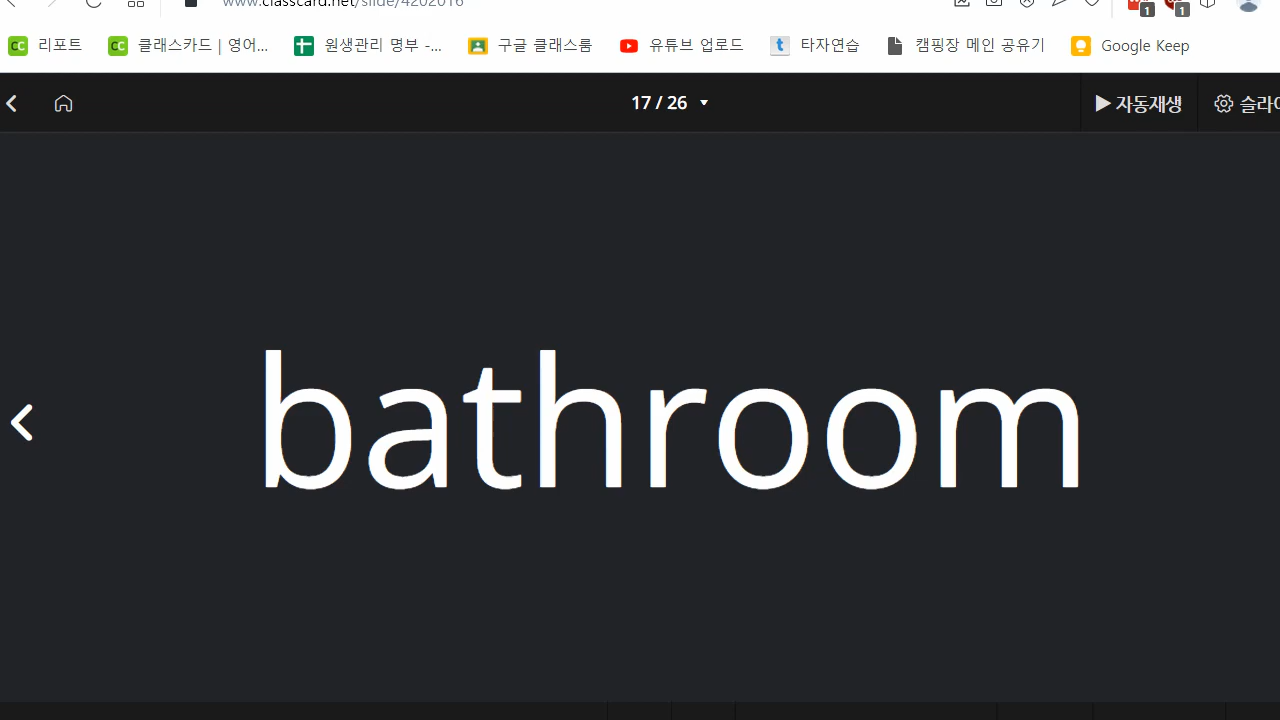 www.classcard.net/slide/4202016
1
1
리포트
클래스카드 | 영어...
원생관리 명부 -...
구글 클래스룸
유튜브 업로드
타자연습
캠핑장 메인 공유기
Google Keep
17 / 26
자동재생
bathroom